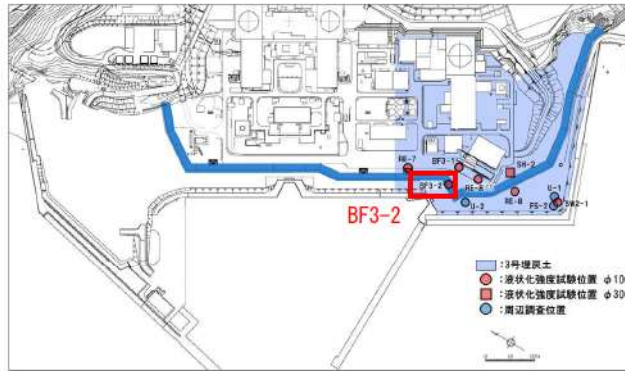 RE-7
BF3-1
SH-2
BF3-2
RE-A
RE-B
U-1
U-2
FS-2
SW2-1
BF3-2
:3号埋戻土
:液状化強度試験位置 φ100
:液状化強度試験位置 φ300
:周辺調査位置